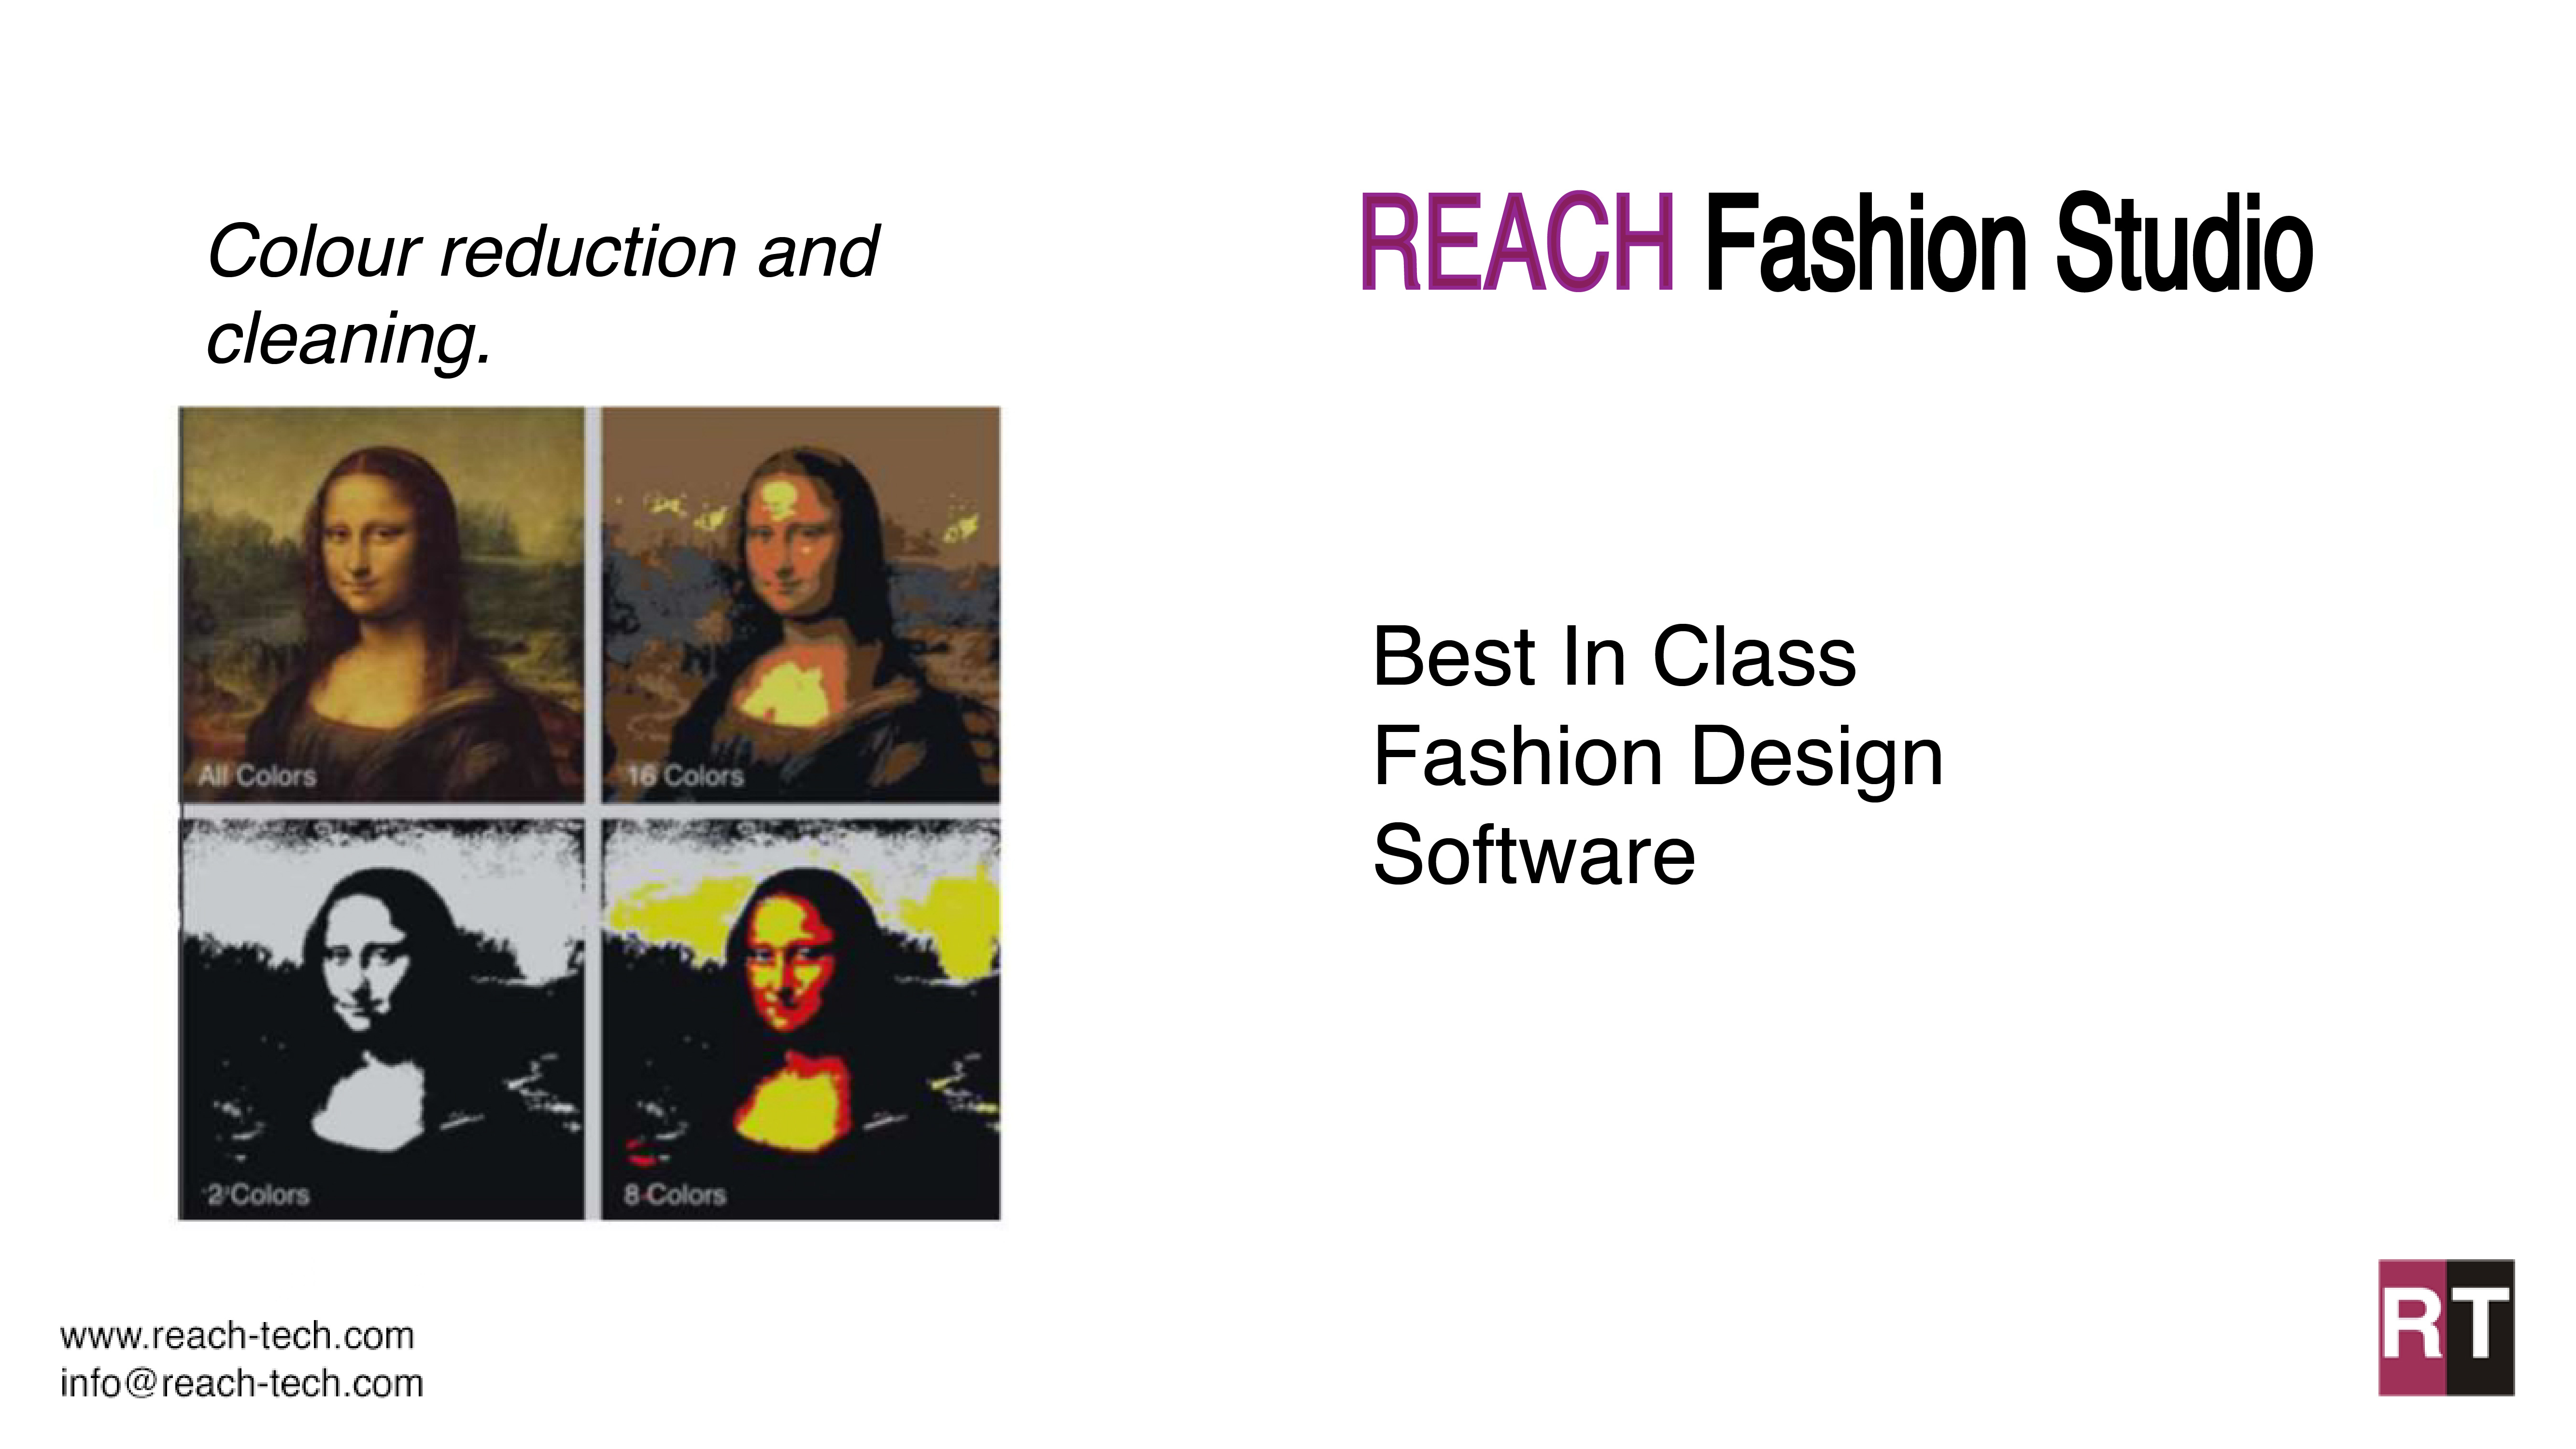 Colour reduction and
cleaning.
All Colors
16 Colors
2 Colors
8 Colors
REACH Fashion Studio
Best In Class
Fashion Design
Software
www.reach-tech.com
info@reach-tech.com
RT